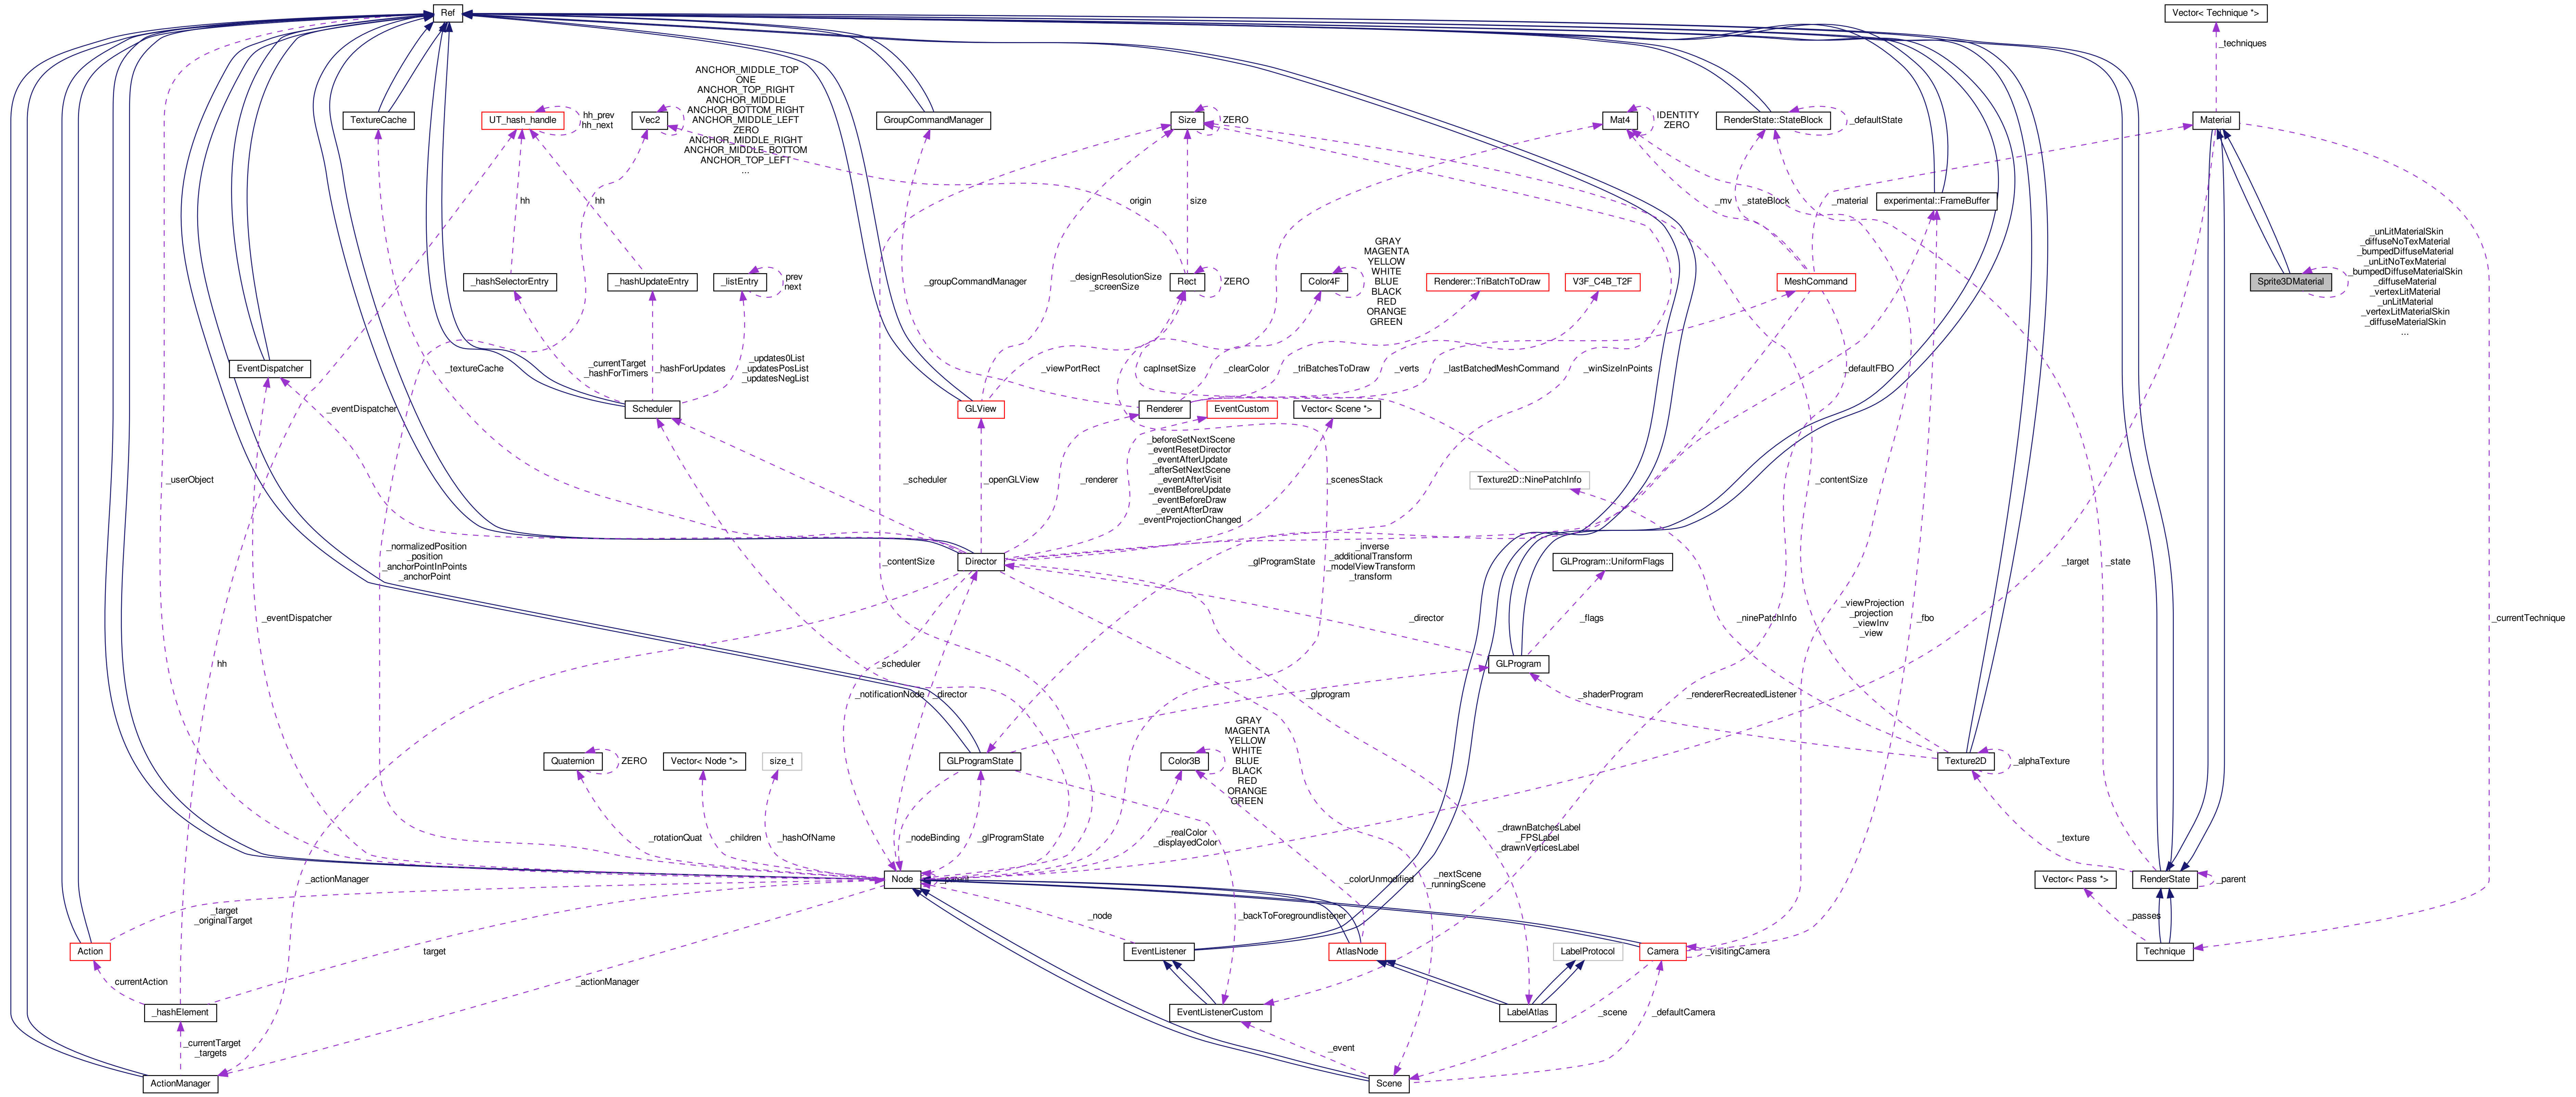 Ref
Vector< Technique *>
_techniques
ANCHOR_MIDDLE_TOP
ONE
ANCHOR_TOP_RIGHT
ANCHOR_MIDDLE
ANCHOR_BOTTOM_RIGHT
ANCHOR_MIDDLE_LEFT
ZERO
ANCHOR_MIDDLE_RIGHT
ANCHOR_MIDDLE_BOTTOM
ANCHOR_TOP_LEFT
...
TextureCache
UT_hash_handle
hh_prev
hh_next
Vec2
GroupCommandManager
Size
ZERO
Mat4
IDENTITY
ZERO
RenderState::StateBlock
_defaultState
Material
hh
hh
origin
size
_mv
_stateBlock
_material
experimental::FrameBuffer
_hashSelectorEntry
_hashUpdateEntry
_listEntry
prev
next
_groupCommandManager
_designResolutionSize
_screenSize
Rect
ZERO
Color4F
GRAY
MAGENTA
YELLOW
WHITE
BLUE
BLACK
RED
ORANGE
GREEN
Renderer::TriBatchToDraw
V3F_C4B_T2F
MeshCommand
Sprite3DMaterial
_unLitMaterialSkin
_diffuseNoTexMaterial
_bumpedDiffuseMaterial
_unLitNoTexMaterial
_bumpedDiffuseMaterialSkin
_diffuseMaterial
_vertexLitMaterial
_unLitMaterial
_vertexLitMaterialSkin
_diffuseMaterialSkin
...
EventDispatcher
_textureCache
_currentTarget
_hashForTimers
_hashForUpdates
_updates0List
_updatesPosList
_updatesNegList
_viewPortRect
capInsetSize
_clearColor
_triBatchesToDraw
_verts
_lastBatchedMeshCommand
_winSizeInPoints
_defaultFBO
_eventDispatcher
Scheduler
GLView
Renderer
EventCustom
Vector< Scene *>
_userObject
_scheduler
_openGLView
_renderer
_beforeSetNextScene
_eventResetDirector
_eventAfterUpdate
_afterSetNextScene
_eventAfterVisit
_eventBeforeUpdate
_eventBeforeDraw
_eventAfterDraw
_eventProjectionChanged
_scenesStack
Texture2D::NinePatchInfo
_contentSize
_normalizedPosition
_position
_anchorPointInPoints
_anchorPoint
_contentSize
Director
_glProgramState
_inverse
_additionalTransform
_modelViewTransform
_transform
GLProgram::UniformFlags
_target
_state
_eventDispatcher
_director
_flags
_ninePatchInfo
_viewProjection
_projection
_viewInv
_view
_fbo
_currentTechnique
hh
_scheduler
GLProgram
_notificationNode
_director
_glprogram
_shaderProgram
_rendererRecreatedListener
Quaternion
ZERO
Vector< Node *>
size_t
GLProgramState
Color3B
GRAY
MAGENTA
YELLOW
WHITE
BLUE
BLACK
RED
ORANGE
GREEN
Texture2D
_alphaTexture
_rotationQuat
_children
_hashOfName
_nodeBinding
_glProgramState
_realColor
_displayedColor
_drawnBatchesLabel
_FPSLabel
_drawnVerticesLabel
_texture
_actionManager
Node
_parent
_colorUnmodified
_nextScene
_runningScene
Vector< Pass *>
RenderState
_parent
_target
_originalTarget
_node
_backToForegroundlistener
_passes
Action
target
EventListener
AtlasNode
LabelProtocol
Camera
_visitingCamera
Technique
currentAction
_actionManager
_hashElement
EventListenerCustom
LabelAtlas
_scene
_defaultCamera
_currentTarget
_targets
_event
ActionManager
Scene